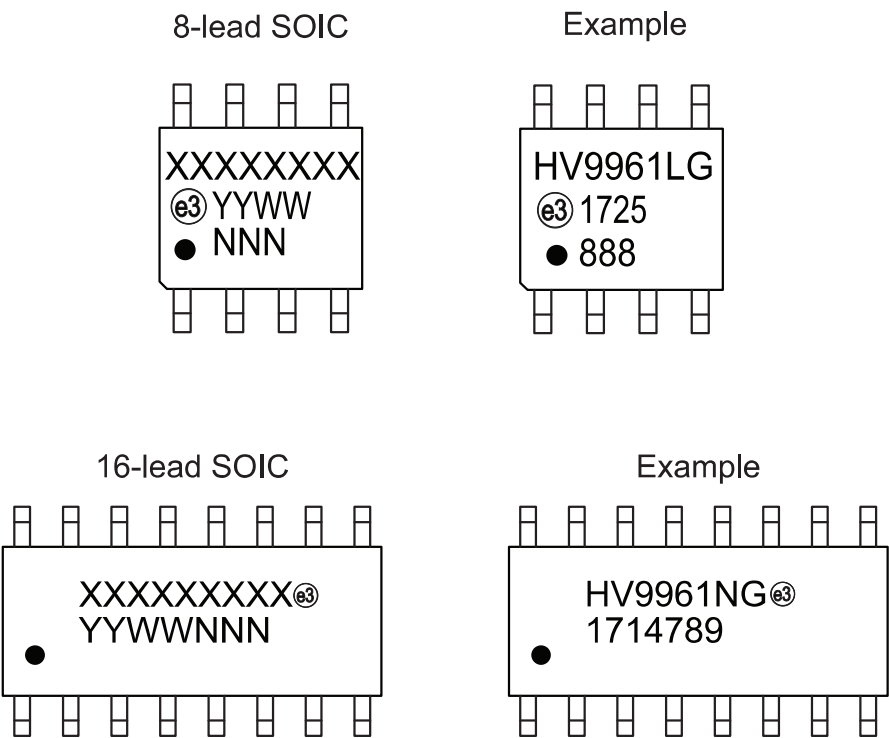 8-lead SOIC
Example
XXXXXXXX
e3 YYWW
NNN
HV9961LG
e3 1725
888
16-lead SOIC
Example
XXXXXXXXX e3
YYWWNNN
HV9961NG e3
1714789